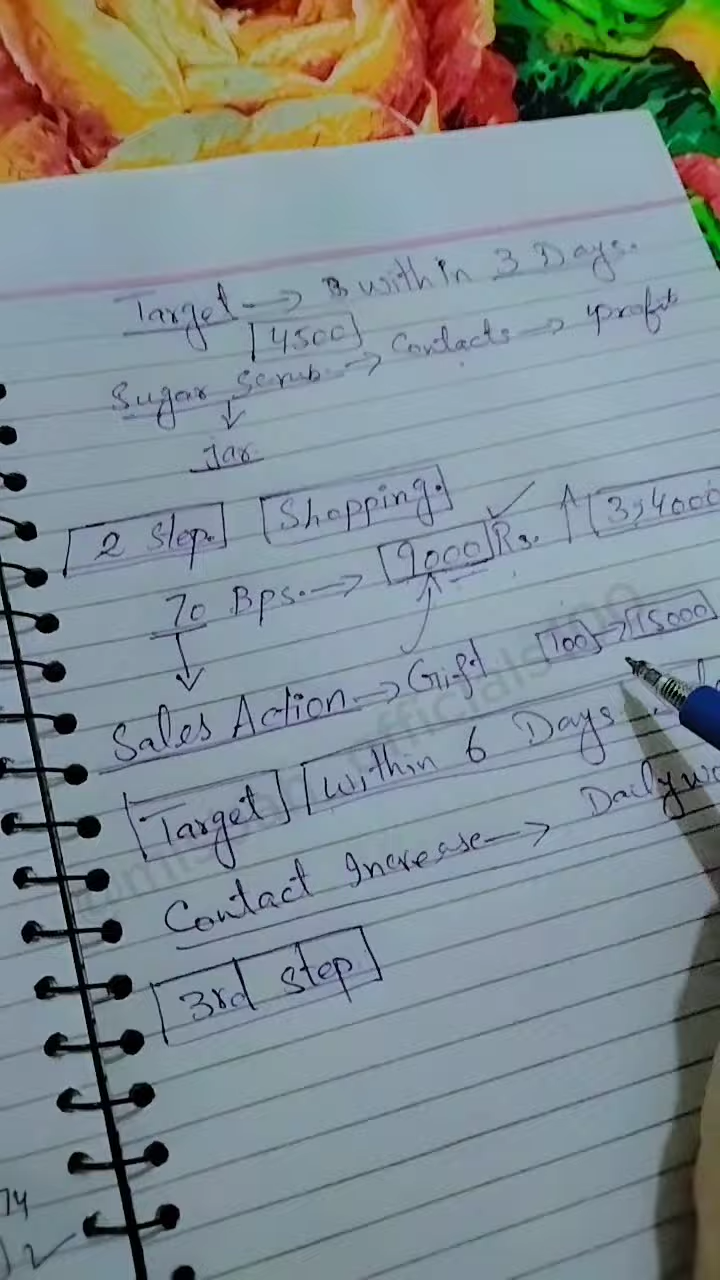 Target → within 3 Days.
[4500]
Sugar Scrub. → Contacts → profit
Jar
[2 Step.] [Shopping.]
70 Bps. → [9000] Rs. ↑ [3,4000
Sales Action → Gift [100] → [15000]
[Target] [Within 6 Days
Contact Increase →
[3rd Step]
74